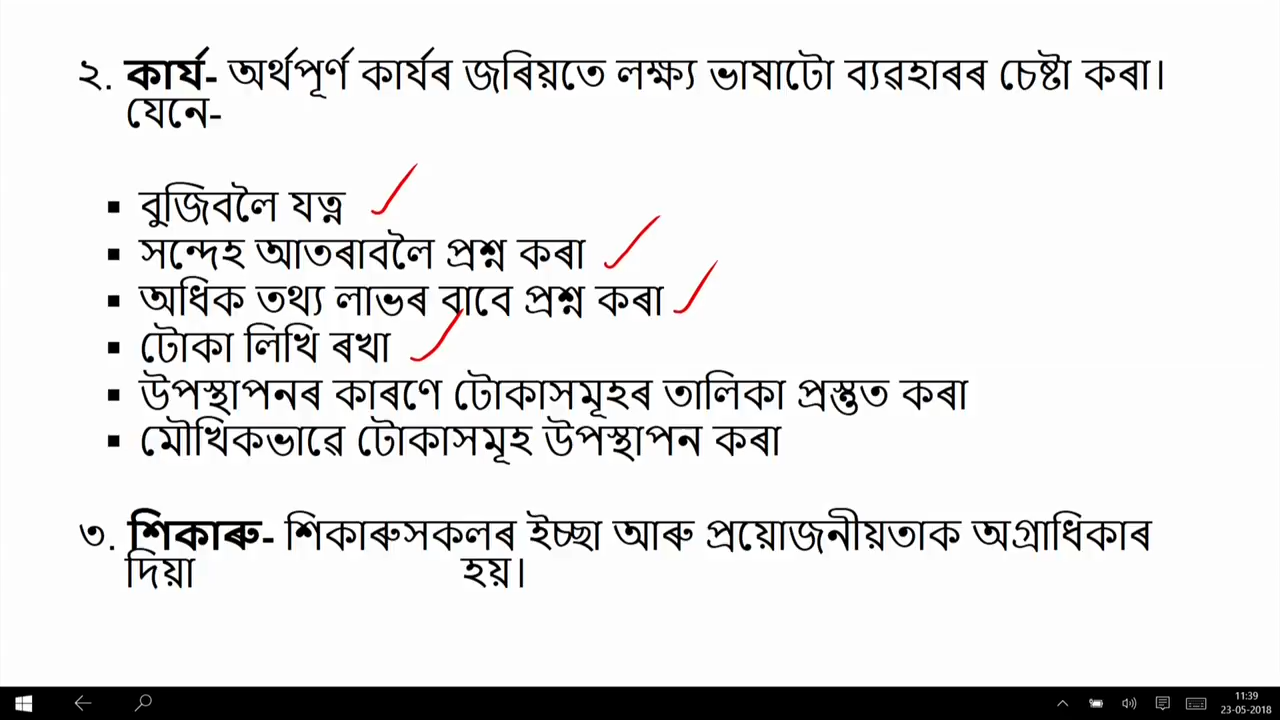 ২. কাৰ্য- অৰ্থপূৰ্ণ কাৰ্যৰ জৰিয়তে লক্ষ্য ভাষাটো ব্যৱহাৰৰ চেষ্টা কৰা।
যেনে-
▪ বুজিবলৈ যত্ন
▪ সন্দেহ আতৰাবলৈ প্ৰশ্ন কৰা
▪ অধিক তথ্য লাভৰ বাবে প্ৰশ্ন কৰা
▪ টোকা লিখি ৰখা
▪ উপস্থাপনৰ কাৰণে টোকাসমূহৰ তালিকা প্ৰস্তুত কৰা
▪ মৌখিকভাৱে টোকাসমূহ উপস্থাপন কৰা
৩. শিকাৰু- শিকাৰুসকলৰ ইচ্ছা আৰু প্ৰয়োজনীয়তাক অগ্ৰাধিকাৰ
দিয়া হয়।
11:39
23-05-2018